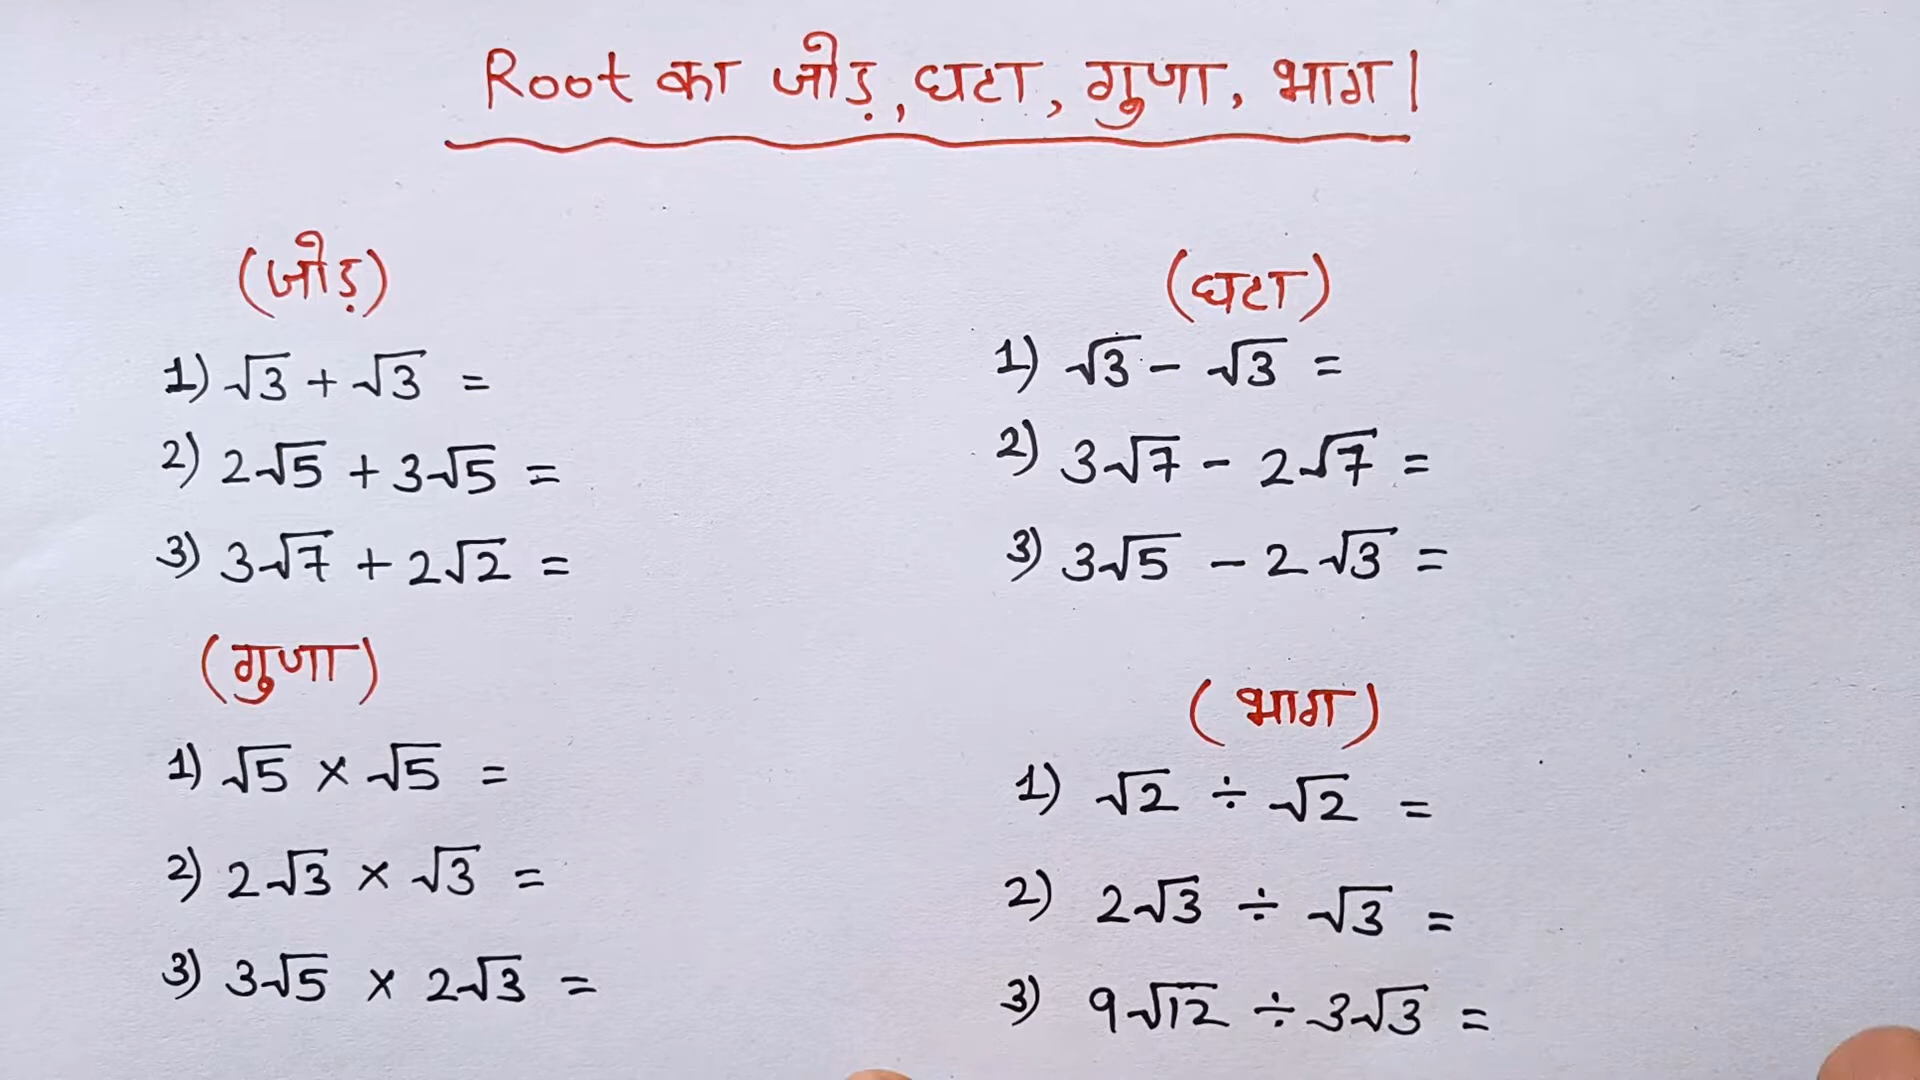 Root का जोड़, घटा, गुणा, भाग।
(जोड़)
1) √3 + √3 =
2) 2√5 + 3√5 =
3) 3√7 + 2√2 =
(घटा)
1) √3 - √3 =
2) 3√7 - 2√7 =
3) 3√5 - 2√3 =
(गुणा)
1) √5 × √5 =
2) 2√3 × √3 =
3) 3√5 × 2√3 =
(भाग)
1) √2 ÷ √2 =
2) 2√3 ÷ √3 =
3) 9√12 ÷ 3√3 =